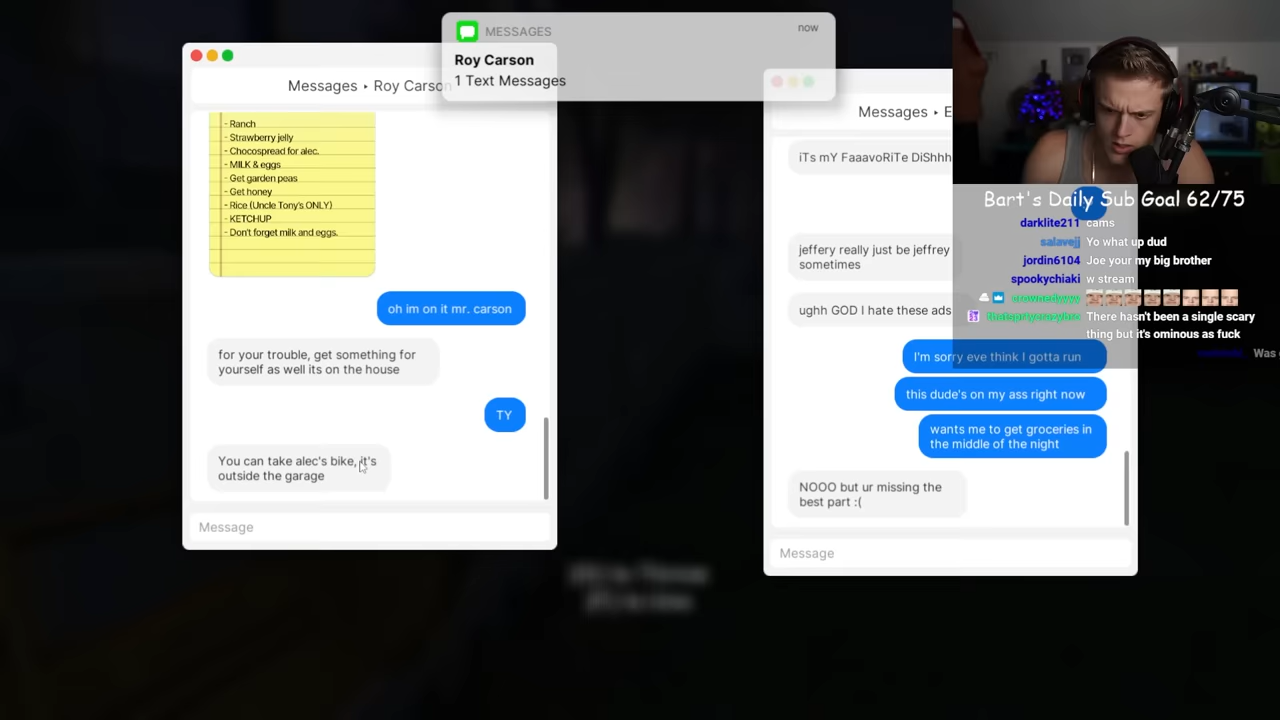 MESSAGES
now
Roy Carson
1 Text Messages
Messages ▸ Roy Carson
- Ranch
- Strawberry jelly
- Chocospread for alec.
- MILK & eggs
- Get garden peas
- Get honey
- Rice (Uncle Tony's ONLY)
- KETCHUP
- Don't forget milk and eggs.
oh im on it mr. carson
for your trouble, get something for
yourself as well its on the house
TY
You can take alec's bike, it's
outside the garage
Message
Messages ▸ E
iTs mY FaaavoRiTe DiShhh
jeffery really just be jeffrey
sometimes
ughh GOD I hate these ads
I'm sorry eve think I gotta run
this dude's on my ass right now
wants me to get groceries in
the middle of the night
NOOO but ur missing the
best part :(
Message
Bart's Daily Sub Goal 62/75
darklite211 cams
salavejj Yo what up dud
jordin6104 Joe your my big brother
spookychiaki w stream
There hasn't been a single scary
thing but it's ominous as fuck
Was